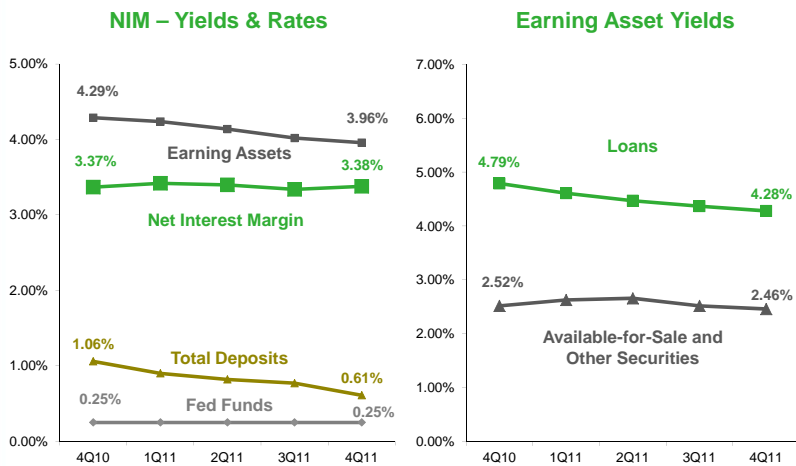 NIM – Yields & Rates
5.00%
4.00%
3.00%
2.00%
1.00%
0.00%
4.29%
3.96%
Earning Assets
3.37%
3.38%
Net Interest Margin
1.06%
Total Deposits
0.61%
0.25%
Fed Funds
0.25%
4Q10 1Q11 2Q11 3Q11 4Q11
Earning Asset Yields
7.00%
6.00%
5.00%
4.00%
3.00%
2.00%
1.00%
0.00%
Loans
4.79%
4.28%
2.52%
2.46%
Available-for-Sale and
Other Securities
4Q10 1Q11 2Q11 3Q11 4Q11